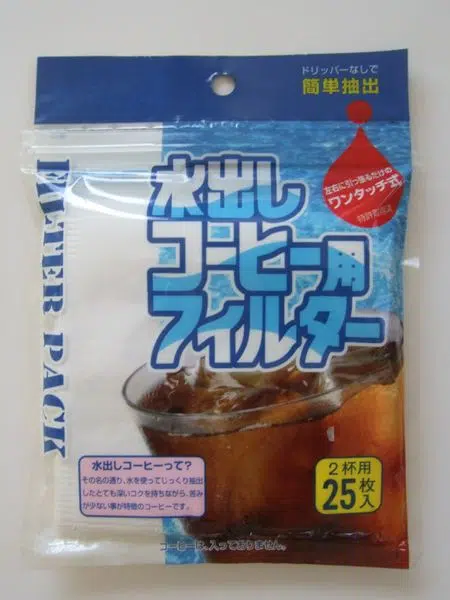 ドリッパーなしで
簡単抽出
左右に引っ張るだけの
ワンタッチ式
水出し
コーヒー用
フィルター
FILTER PACK
水出しコーヒーって?
その名の通り、水を使ってじっくり抽出
したとても深いコクを持ちながら、苦み
が少ない事が特徴のコーヒーです。
2杯用
25枚入
コーヒーは、入っておりません。